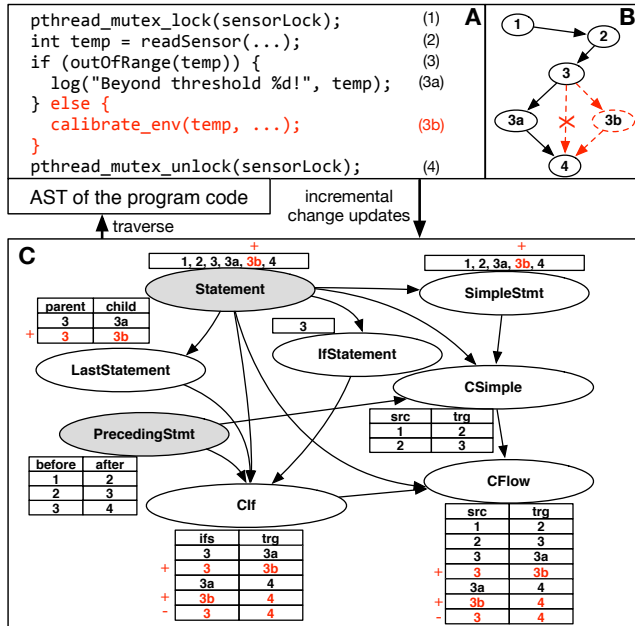 A
pthread_mutex_lock(sensorLock); (1)
int temp = readSensor(...); (2)
if (outOfRange(temp)) { (3)
log("Beyond threshold %d!", temp); (3a)
} else {
calibrate_env(temp, ...); (3b)
}
pthread_mutex_unlock(sensorLock); (4)
B
1
2
3
3a
3b
4
AST of the program code
traverse
incremental
change updates
C
+
1, 2, 3, 3a, 3b, 4
Statement
+
1, 2, 3a, 3b, 4
SimpleStmt
parent child
3 3a
+ 3 3b
LastStatement
3
IfStatement
CSimple
src trg
1 2
2 3
PrecedingStmt
before after
1 2
2 3
3 4
CIf
ifs trg
3 3a
+ 3 3b
3a 4
+ 3b 4
- 3 4
CFlow
src trg
1 2
2 3
3 3a
+ 3 3b
3a 4
+ 3b 4
- 3 4